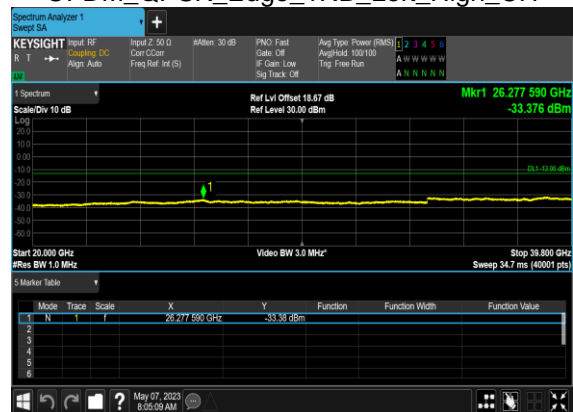 Spectrum Analyzer 1
Swept SA
+
KEYSIGHT Input: RF Input Z: 50 Ω #Atten: 30 dB PNO: Fast Avg Type: Power (RMS) 1 2 3 4 5 6
R T Coupling: DC Corr CCorr Gate: Off Avg|Hold: 100/100 A W W W W W
Align: Auto Freq Ref: Int (S) IF Gain: Low Trig: Free Run
LU Sig Track: Off A N N N N N
1 Spectrum Ref Lvl Offset 18.67 dB Mkr1 26.277 590 GHz
Scale/Div 10 dB Ref Level 30.00 dBm -33.376 dBm
Log
20.0
10.0
0.00
-10.0 DL1 -13.00 dBm
-20.0
1
-30.0
-40.0
-50.0
-60.0
Start 20.000 GHz Video BW 3.0 MHz* Stop 39.800 GHz
#Res BW 1.0 MHz Sweep 34.7 ms (40001 pts)
5 Marker Table
Mode Trace Scale X Y Function Function Width Function Value
1 N 1 f 26.277 590 GHz -33.38 dBm
2
3
4
5
6
? May 07, 2023
8:05:09 AM